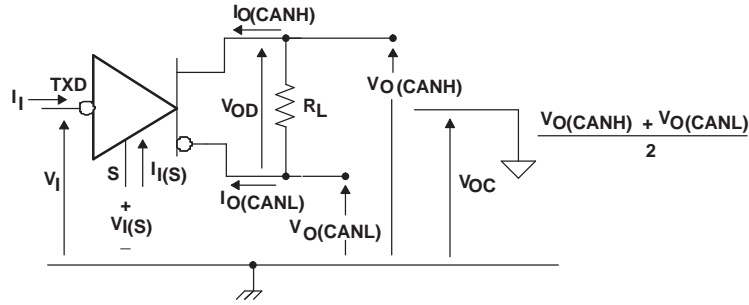 IO(CANH)
TXD
II
VOD
RL
VO(CANH)
VO(CANH) + VO(CANL)
2
S
II(S)
VI
+
VI(S)
–
IO(CANL)
VO(CANL)
VOC